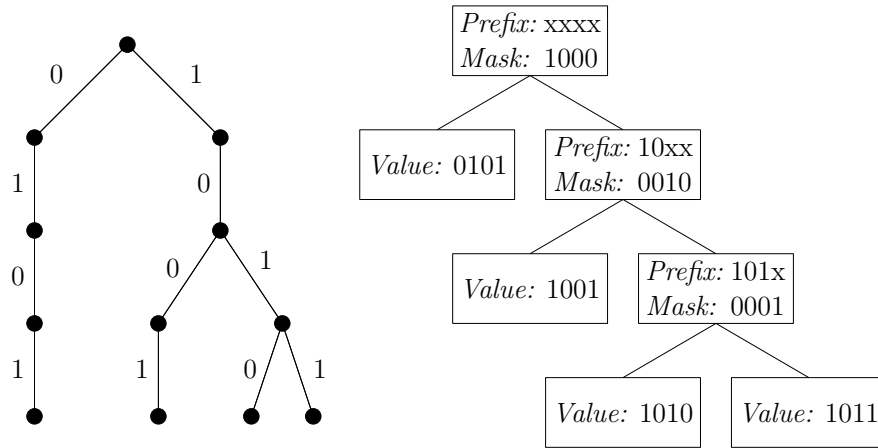 Prefix: xxxx
Mask: 1000
0
1
Value: 0101
Prefix: 10xx
Mask: 0010
1
0
Value: 1001
Prefix: 101x
Mask: 0001
0
0
1
1
1
0
1
Value: 1010
Value: 1011